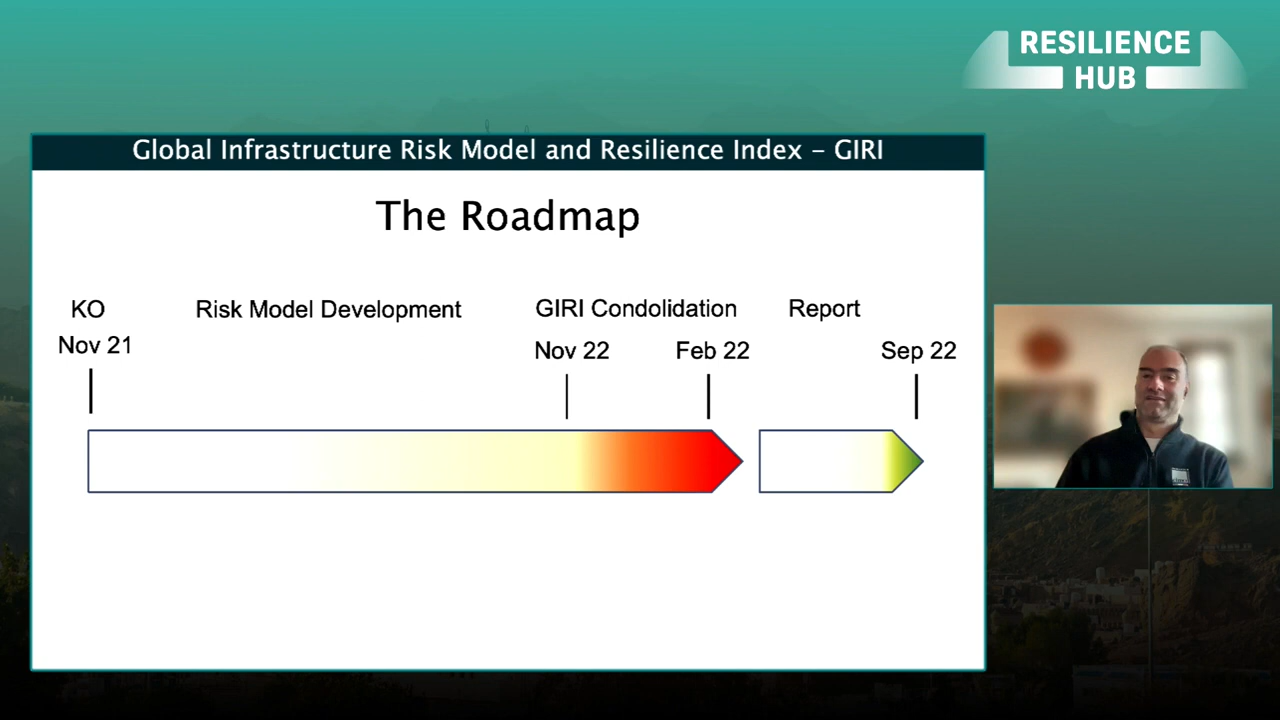 RESILIENCE
HUB
Global Infrastructure Risk Model and Resilience Index – GIRI
The Roadmap
KO Risk Model Development GIRI Condolidation Report
Nov 21 Nov 22 Feb 22 Sep 22